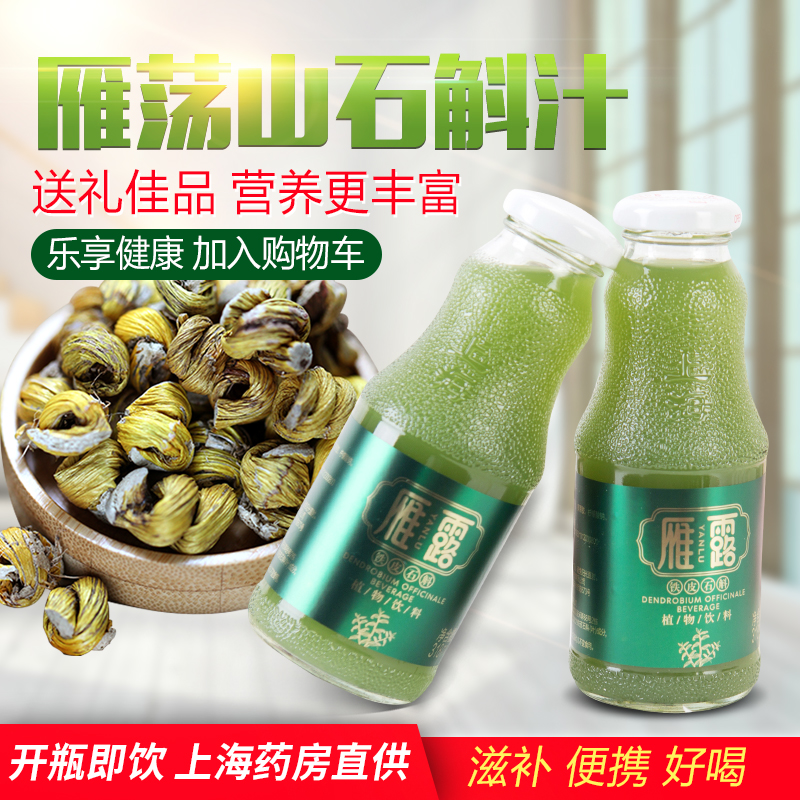 雁荡山石斛汁
送礼佳品 营养更丰富
乐享健康 加入购物车
雁露
YANLU
铁皮石斛
DENDROBIUM OFFICINALE
BEVERAGE
植/物/饮/料
雁露
YANLU
铁皮石斛
DENDROBIUM OFFICINALE
BEVERAGE
植/物/饮/料
开瓶即饮 上海药房直供
滋补 便携 好喝